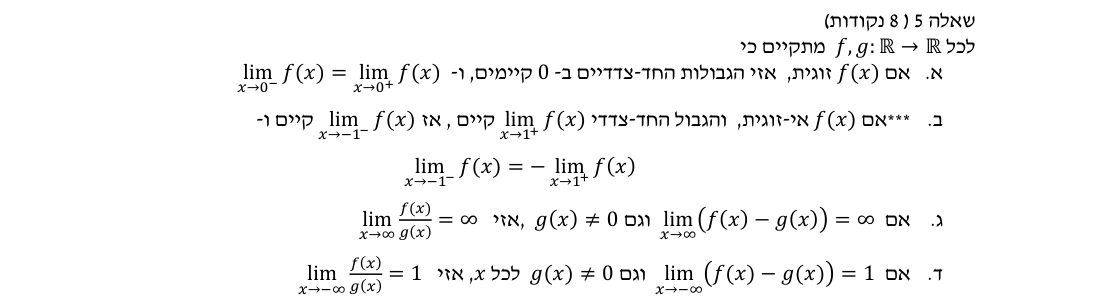 שאלה 5 ( 8 נקודות)
לכל f, g: ℝ → ℝ מתקיים כי
א. אם f(x) זוגית, אזי הגבולות החד-צדדיים ב- 0 קיימים, ו- lim_{x→0⁻} f(x) = lim_{x→0⁺} f(x)
ב. ***אם f(x) אי-זוגית, והגבול החד-צדדי lim_{x→1⁺} f(x) קיים , אז lim_{x→−1⁻} f(x) קיים ו-
lim_{x→−1⁻} f(x) = − lim_{x→1⁺} f(x)
ג. אם lim_{x→∞} (f(x) − g(x)) = ∞ וגם g(x) ≠ 0 ,אזי lim_{x→∞} f(x)/g(x) = ∞
ד. אם lim_{x→−∞} (f(x) − g(x)) = 1 וגם g(x) ≠ 0 לכל x, אזי lim_{x→−∞} f(x)/g(x) = 1